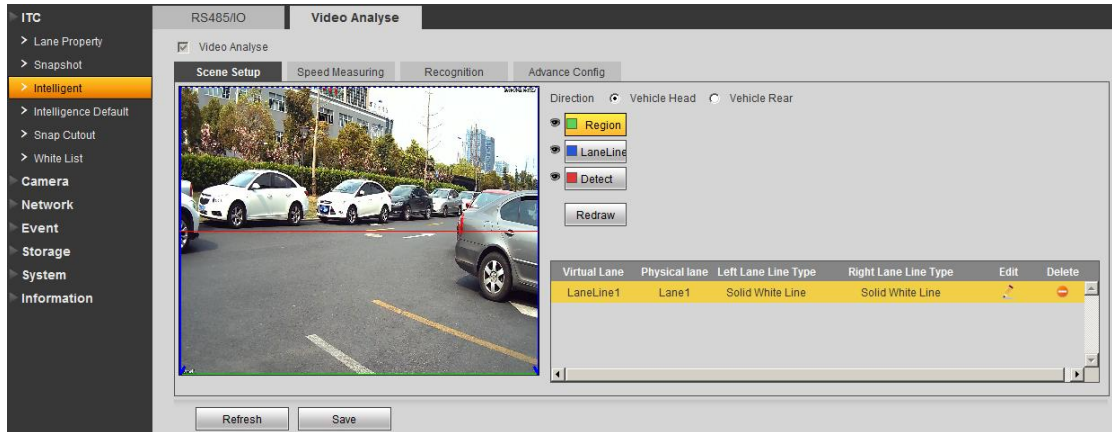 ITC
Lane Property
Snapshot
Intelligent
Intelligence Default
Snap Cutout
White List
Camera
Network
Event
Storage
System
Information
RS485/IO
Video Analyse
Video Analyse
Scene Setup
Speed Measuring
Recognition
Advance Config
Direction
Vehicle Head
Vehicle Rear
Region
LaneLine
Detect
Redraw
Virtual Lane Physical lane Left Lane Line Type Right Lane Line Type Edit Delete
LaneLine1 Lane1 Solid White Line Solid White Line
Refresh
Save